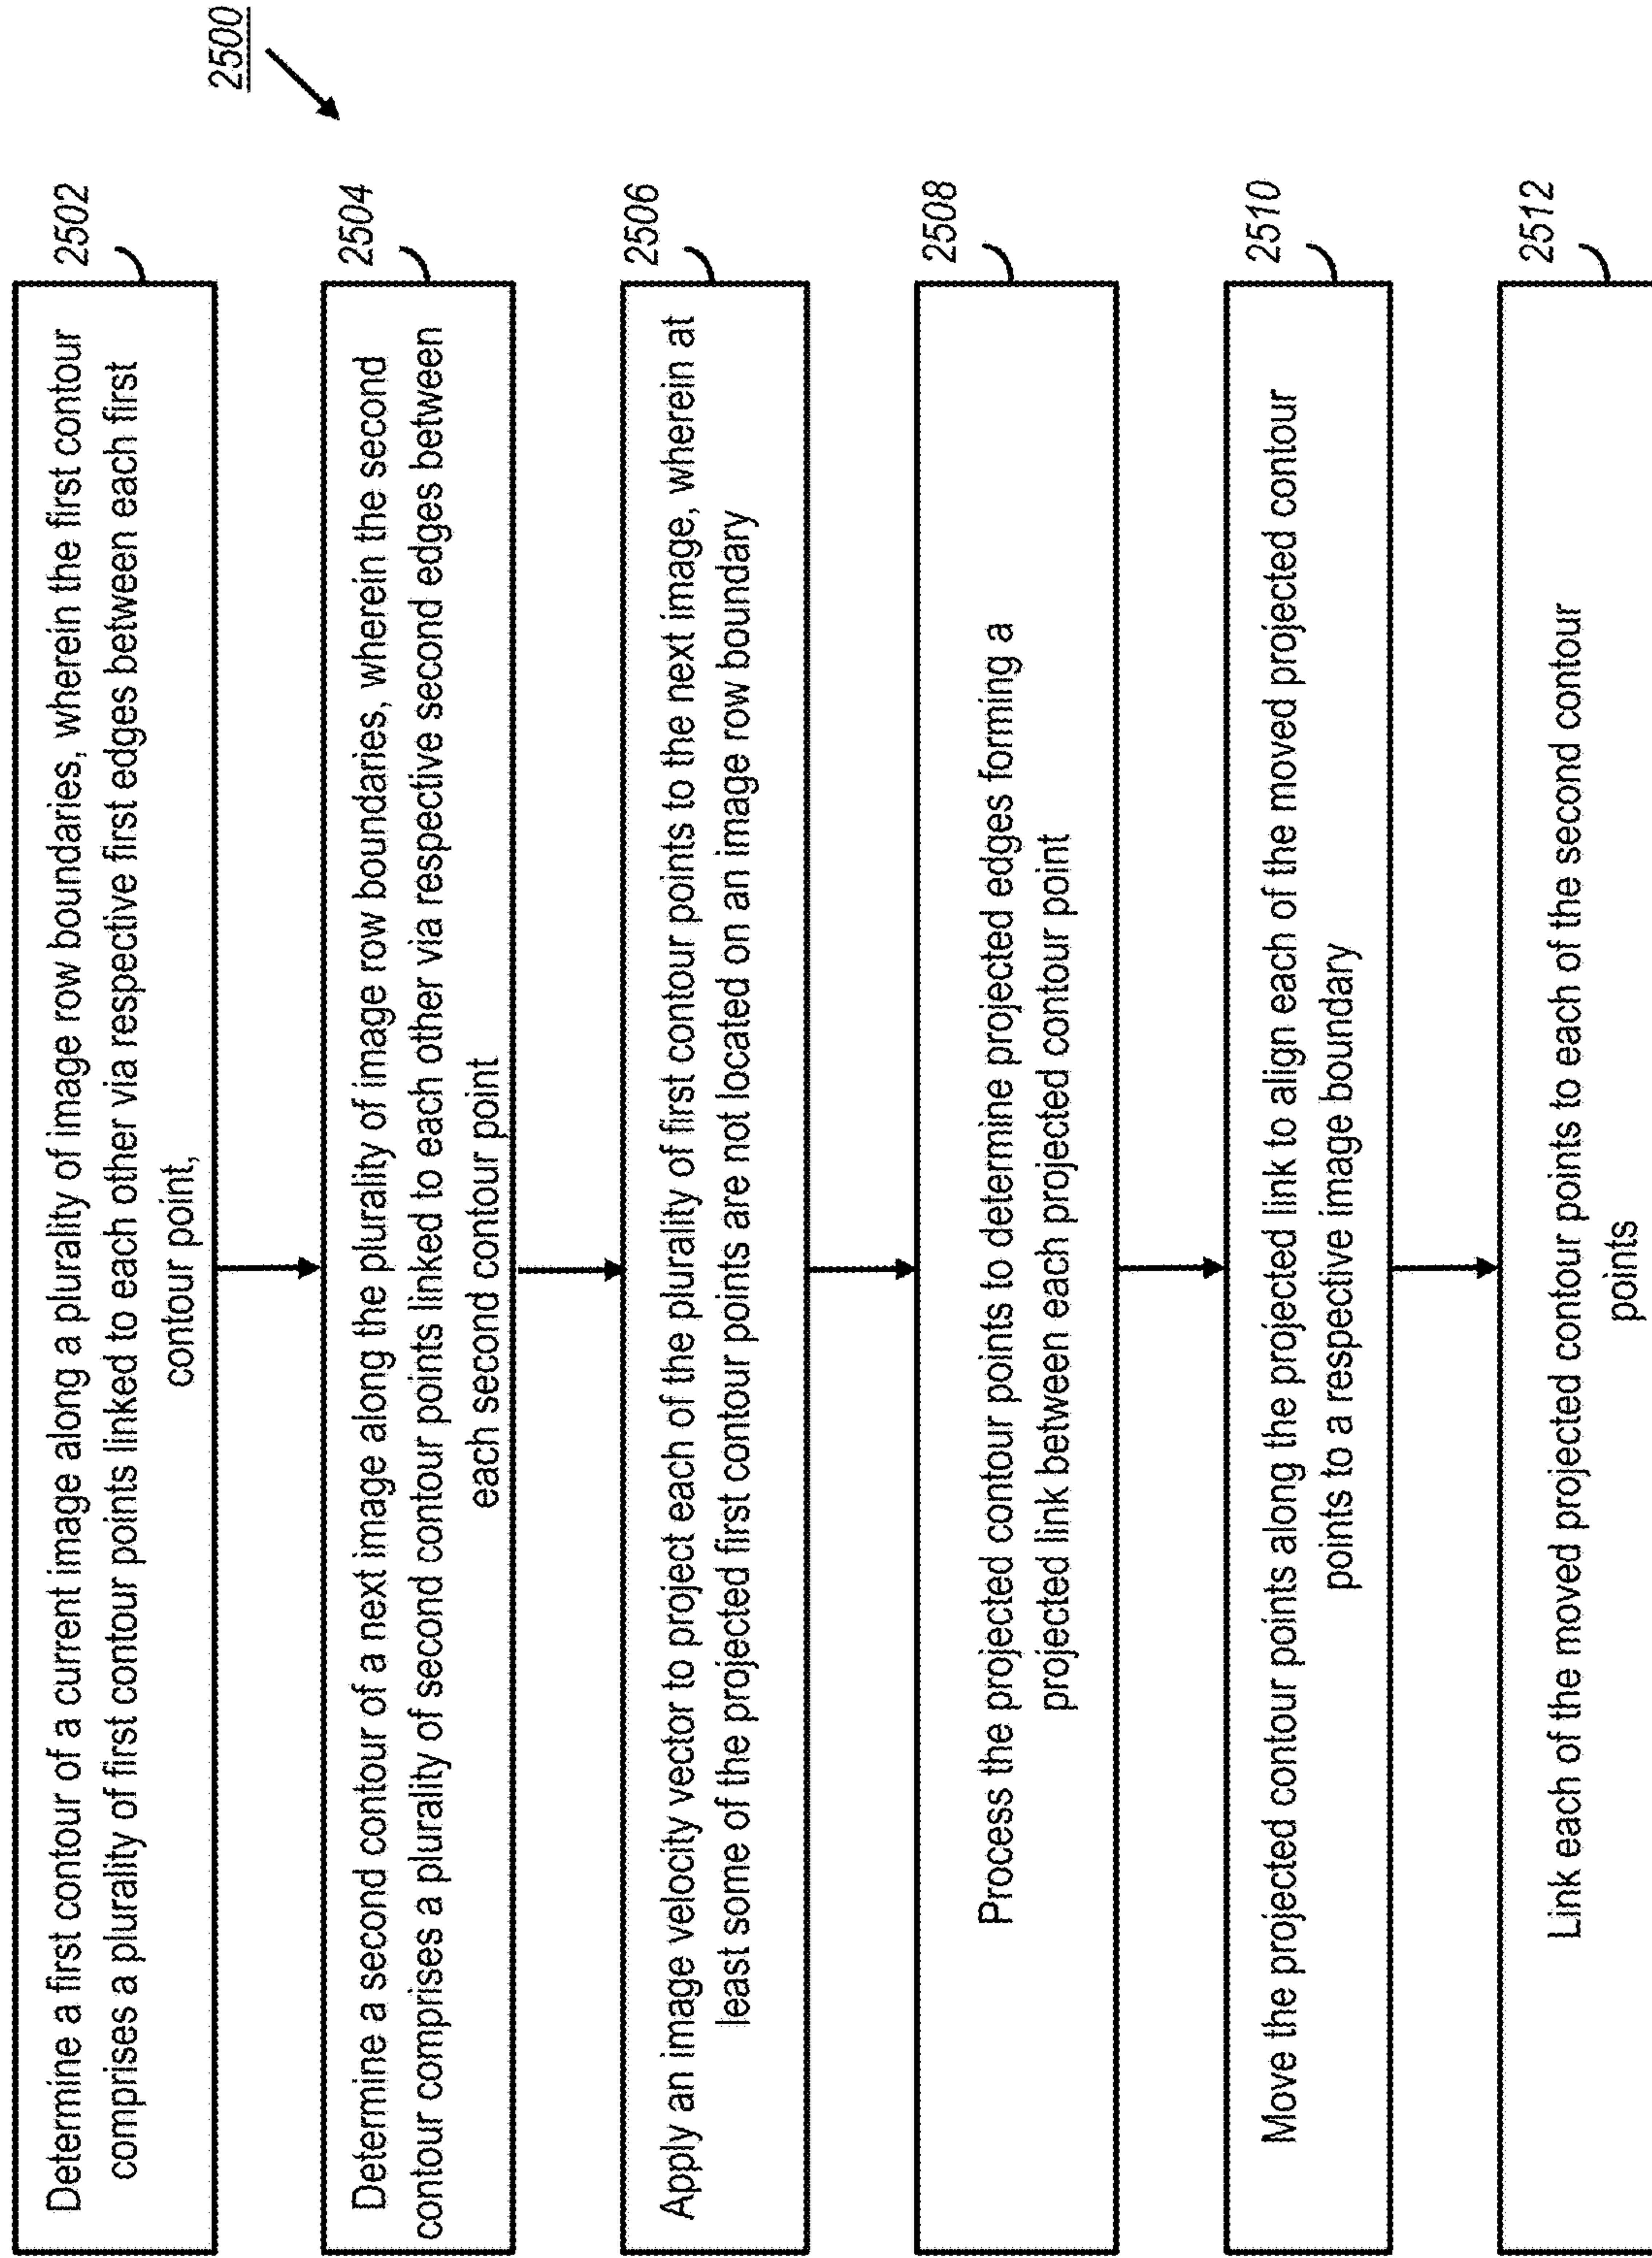 2500
Determine a first contour of a current image along a plurality of image row boundaries, wherein the first contour
comprises a plurality of first contour points linked to each other via respective first edges between each first
contour point,
2502
Determine a second contour of a next image along the plurality of image row boundaries, wherein the second
contour comprises a plurality of second contour points linked to each other via respective second edges between
each second contour point
2504
Apply an image velocity vector to project each of the plurality of first contour points to the next image, wherein at
least some of the projected first contour points are not located on an image row boundary
2506
Process the projected contour points to determine projected edges forming a
projected link between each projected contour point
2508
Move the projected contour points along the projected link to align each of the moved projected contour
points to a respective image boundary
2510
Link each of the moved projected contour points to each of the second contour
points
2512